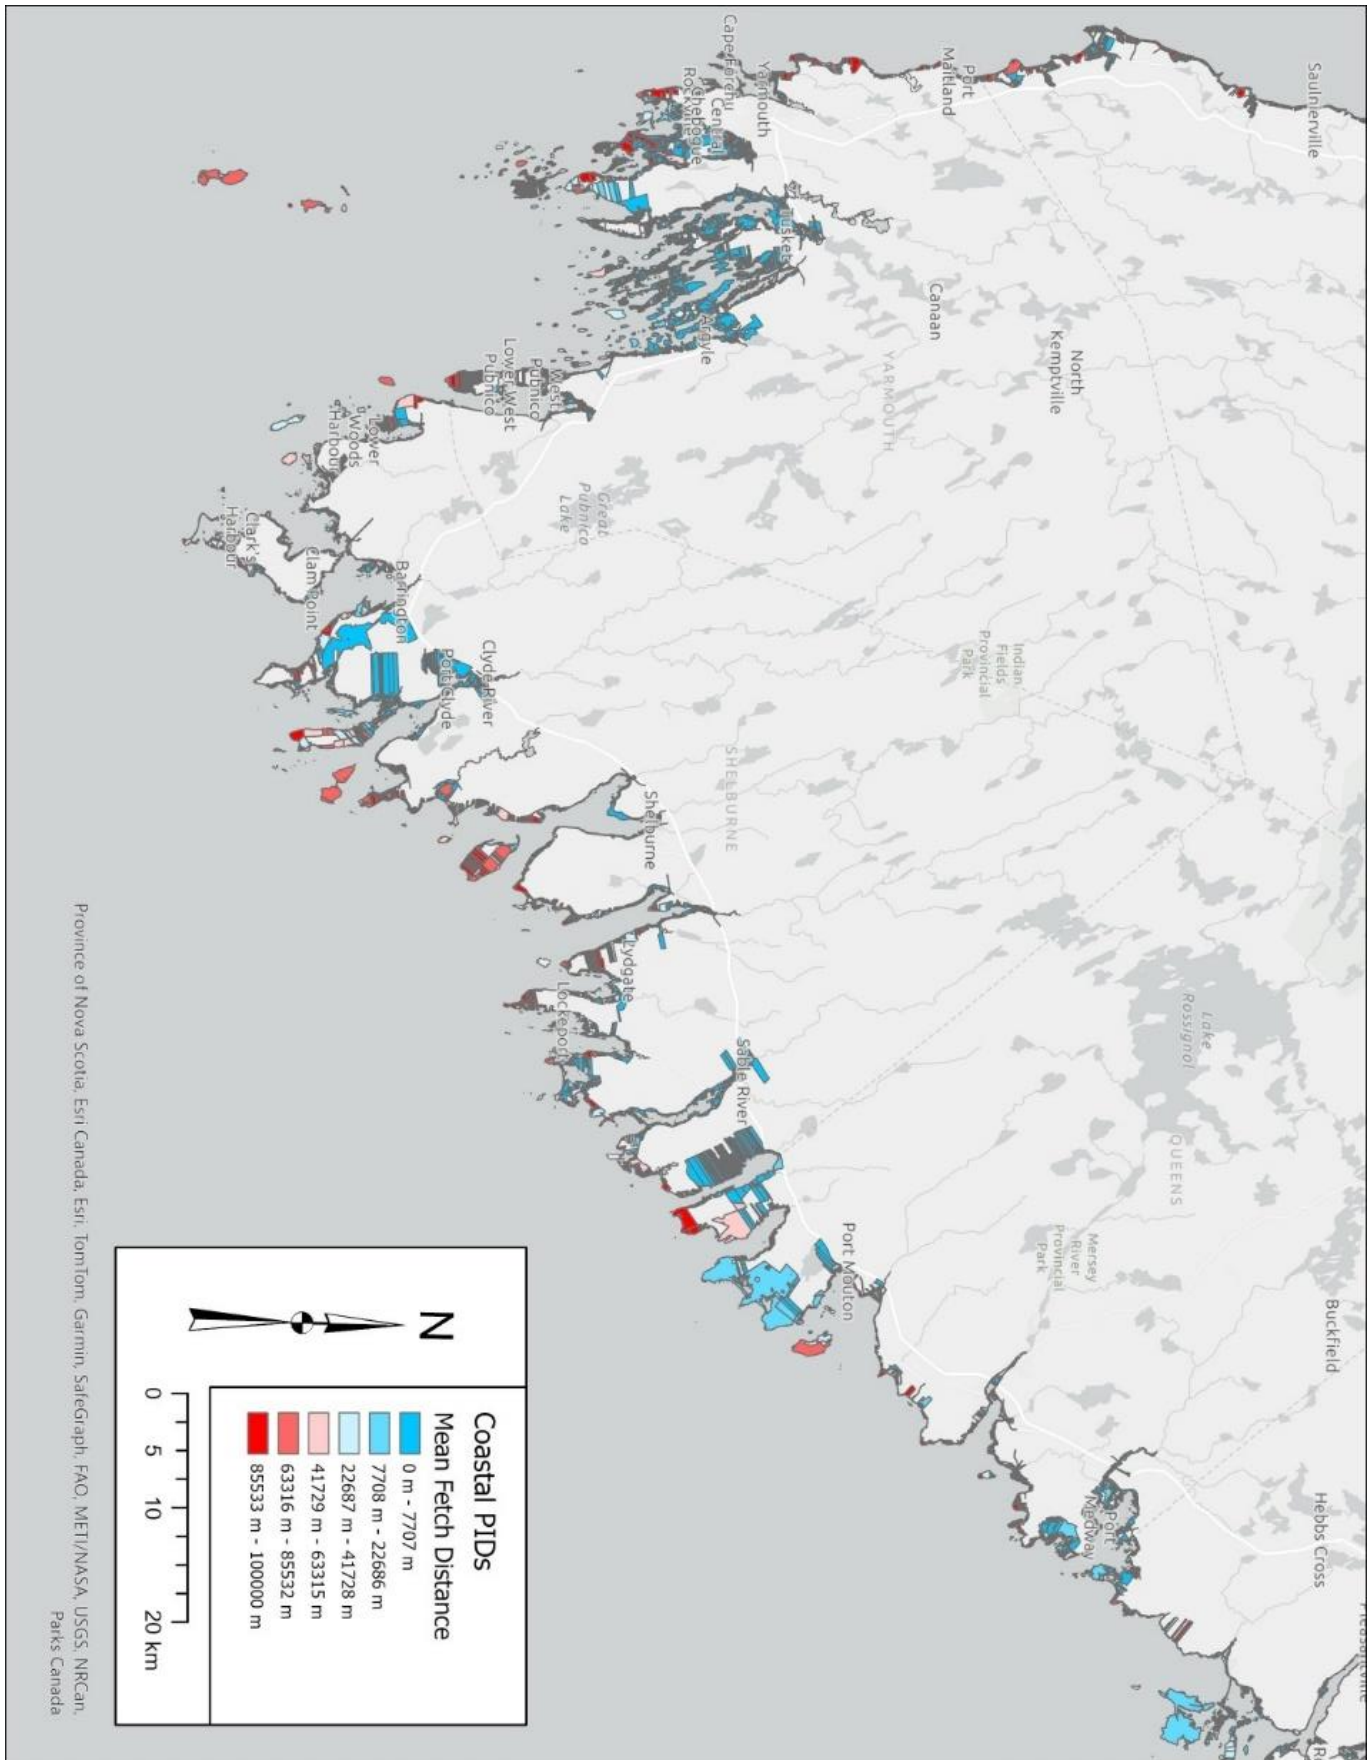 Saulnierville
Port
Maitland
Yarmouth
Cape Forchu
Central
Chebogue
Tusket
Canaan
North
Kemptville
YARMOUTH
Argyle
West
Pubnico
Lower West
Pubnico
Great
Pubnico
Lake
Lower
Woods
Harbour
Clark's
Harbour
Clam Point
Barrington
Port Clyde
Clyde River
SHELBURNE
Shelburne
Indian
Fields
Provincial
Park
Lydgate
Lockeport
Sable River
Lake
Rossignol
QUEENS
Mersey
River
Provincial
Park
Port Mouton
Buckfield
Port
Medway
Hebbs Cross
N
Coastal PIDs
Mean Fetch Distance
0 m - 7707 m
7708 m - 22686 m
22687 m - 41728 m
41729 m - 63315 m
63316 m - 85532 m
85533 m - 100000 m
0 5 10 20 km
Province of Nova Scotia, Esri Canada, Esri, TomTom, Garmin, SafeGraph, FAO, METI/NASA, USGS, NRCan,
Parks Canada